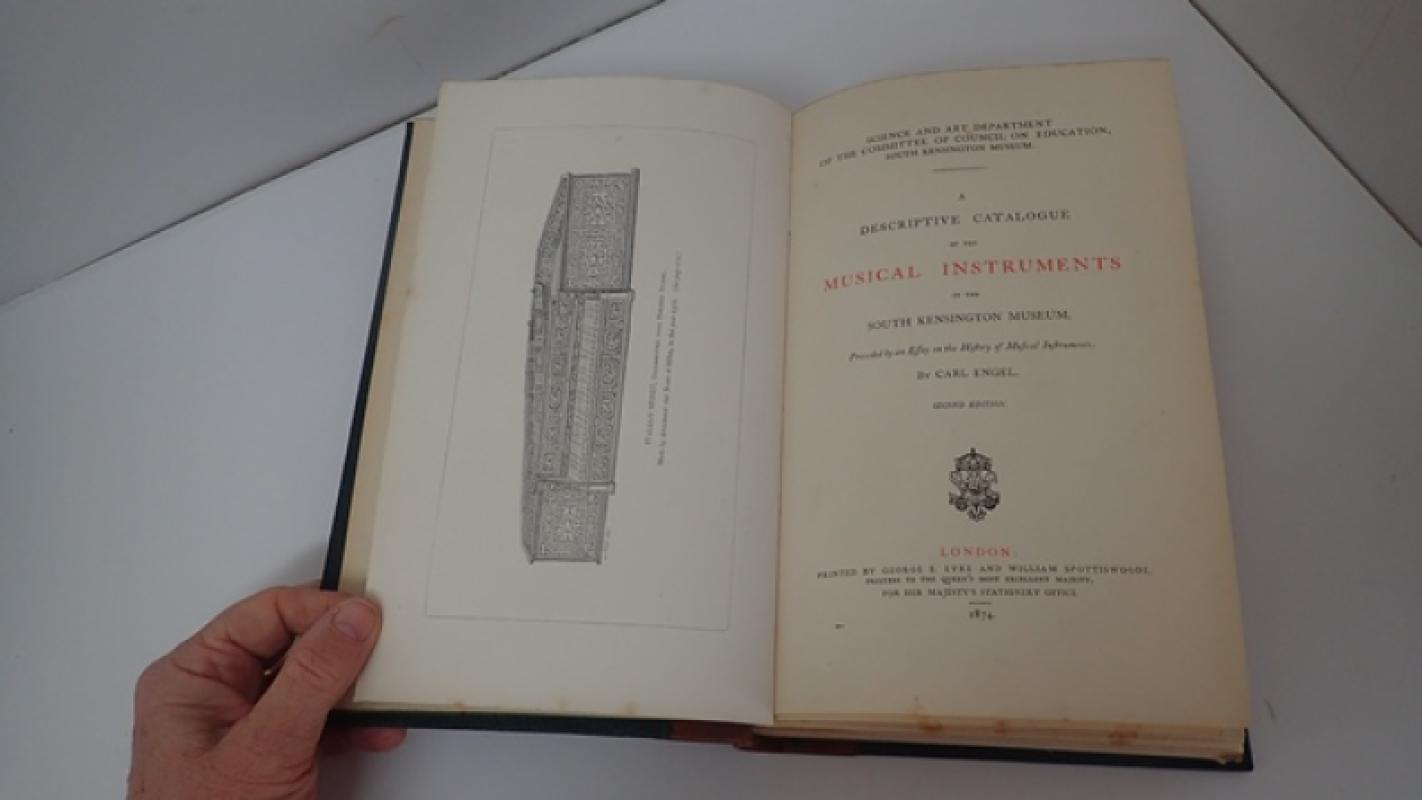 SCIENCE AND ART DEPARTMENT
OF THE COMMITTEE OF COUNCIL ON EDUCATION,
SOUTH KENSINGTON MUSEUM.
A
DESCRIPTIVE CATALOGUE
OF THE
MUSICAL INSTRUMENTS
IN THE
SOUTH KENSINGTON MUSEUM,
Preceded by an Essay on the History of Musical Instruments.
BY CARL ENGEL.
SECOND EDITION
LONDON:
PRINTED BY GEORGE E. EYRE AND WILLIAM SPOTTISWOODE,
PRINTERS TO THE QUEEN'S MOST EXCELLENT MAJESTY,
FOR HER MAJESTY'S STATIONERY OFFICE.
1874.